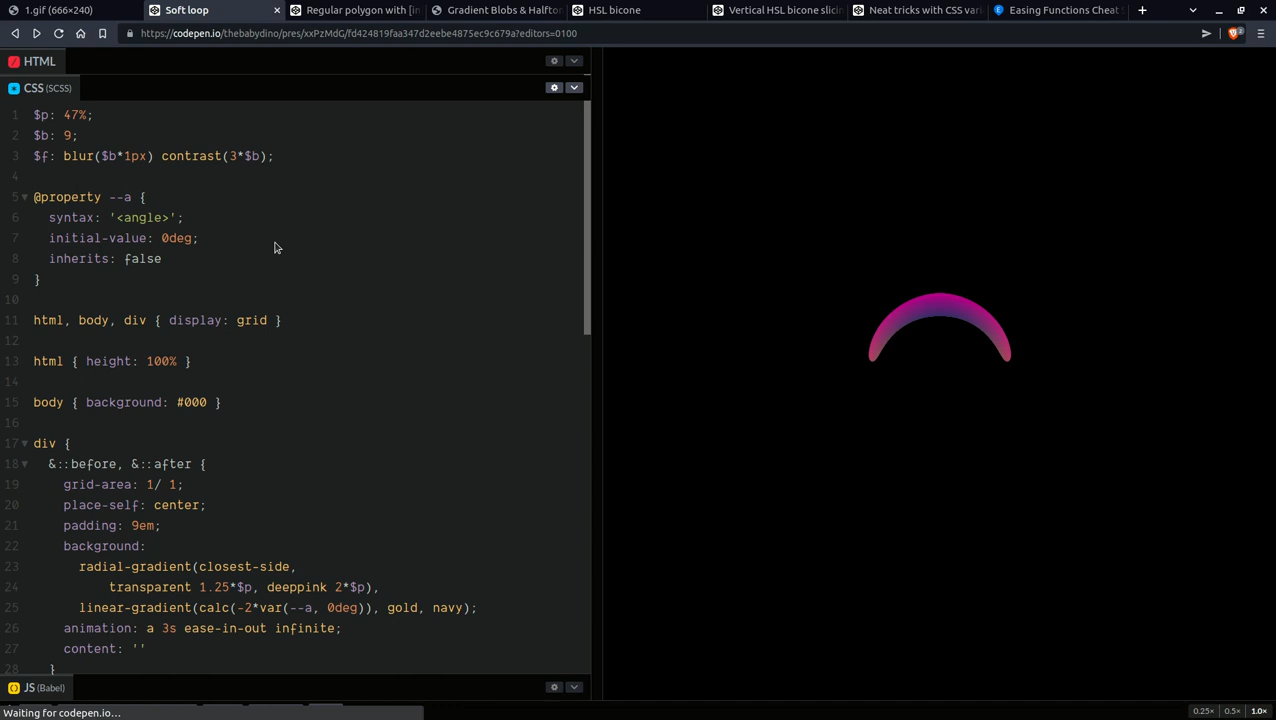 1.gif (666×240)
Soft loop
Regular polygon with [in
Gradient Blobs & Halfton
HSL bicone
Vertical HSL bicone slicin
Neat tricks with CSS vari
Easing Functions Cheat S
https://codepen.io/thebabydino/pres/xxPzMdG/fd424819faa347d2eebe4875ec9c679a?editors=0100
HTML
CSS (SCSS)
1 $p: 47%;
2 $b: 9;
3 $f: blur($b*1px) contrast(3*$b);
4
5 @property --a {
6 syntax: '<angle>';
7 initial-value: 0deg;
8 inherits: false
9 }
10
11 html, body, div { display: grid }
12
13 html { height: 100% }
14
15 body { background: #000 }
16
17 div {
18 &::before, &::after {
19 grid-area: 1/ 1;
20 place-self: center;
21 padding: 9em;
22 background:
23 radial-gradient(closest-side,
24 transparent 1.25*$p, deeppink 2*$p),
25 linear-gradient(calc(-2*var(--a, 0deg)), gold, navy);
26 animation: a 3s ease-in-out infinite;
27 content: ''
28 }
JS (Babel)
Waiting for codepen.io...
0.25× 0.5× 1.0×